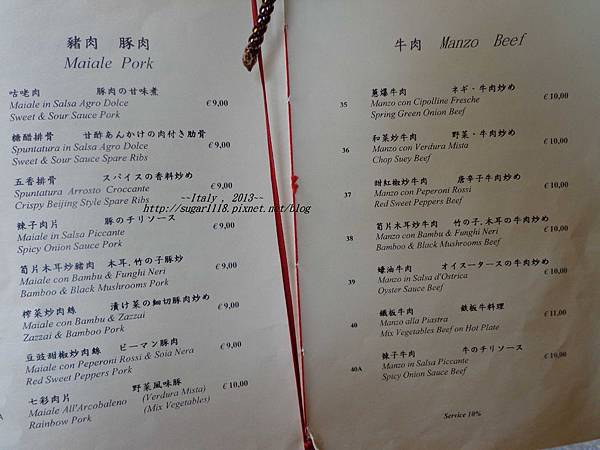 豬肉 豚肉
Maiale Pork
咕咾肉 豚肉の甘味煮
Maiale in Salsa Agro Dolce €9,00
Sweet & Sour Sauce Pork
糖醋排骨 甘酢あんかけの肉付き肋骨
Spuntatura in Salsa Agro Dolce €9,00
Sweet & Sour Sauce Spare Ribs
五香排骨 スパイスの香料炒め
Spuntatura Arrosto Croccante €9,00
Crispy Beijing Style Spare Ribs
辣子肉片 豚のチリソース
Maiale in Salsa Piccante €9,00
Spicy Onion Sauce Pork
筍片木耳炒豬肉 木耳,竹の子豚炒
Maiale con Bambu & Funghi Neri €9,00
Bamboo & Black Mushrooms Pork
榨菜炒肉絲 漬け菜の細切豚肉炒め
Maiale con Bambu & Zazzai €9,00
Zazzai & Bamboo Pork
豆豉甜椒炒肉絲 ピーマン豚肉
Maiale con Peperoni Rossi & Soia Nera €9,00
Red Sweet Peppers Pork
七彩肉片 野菜風味豚
Maiale All'Arcobaleno (Verdura Mista) €10,00
Rainbow Pork (Mix Vegetables)
牛肉 Manzo Beef
蔥爆牛肉 ネギ・牛肉炒め
35 Manzo con Cipolline Fresche €10,00
Spring Green Onion Beef
和菜炒牛肉 野菜・牛肉炒め
36 Manzo con Verdura Mista €10,00
Chop Suey Beef
甜紅椒炒牛肉 唐辛子牛肉炒め
37 Manzo con Peperoni Rossi €10,00
Red Sweet Peppers Beef
筍片木耳炒牛肉 竹の子,木耳の牛肉炒め
38 Manzo con Bambu & Funghi Neri €10,00
Bamboo & Black Mushrooms Beef
蠔油牛肉 オイスータースの牛肉炒め
39 Manzo in Salsa d'Ostrica €10,00
Oyster Sauce Beef
鐵板牛肉 鉄板牛料理
40 Manzo alla Piastra €11,00
Mix Vegetables Beef on Hot Plate
辣子牛肉 牛のチリソース
40A Manzo in Salsa Piccante €10,00
Spicy Onion Sauce Beef
Service 10%
~~Italy , 2013~~
http://sugar1118.pixnet.net/blog